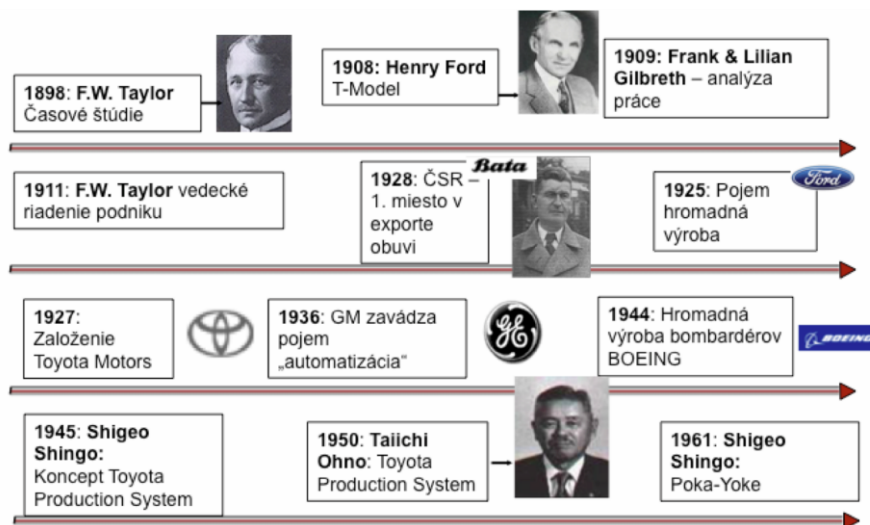 1898: F.W. Taylor
Časové štúdie
1908: Henry Ford
T-Model
1909: Frank & Lilian
Gilbreth – analýza
práce
1911: F.W. Taylor vedecké
riadenie podniku
1928: ČSR –
1. miesto v
exporte
obuvi
Bata
1925: Pojem
hromadná
výroba
Ford
1927:
Založenie
Toyota Motors
1936: GM zavádza
pojem
„automatizácia“
GE
1944: Hromadná
výroba bombardérov
BOEING
BOEING
1945: Shigeo
Shingo:
Koncept Toyota
Production System
1950: Taiichi
Ohno: Toyota
Production System
1961: Shigeo
Shingo:
Poka-Yoke